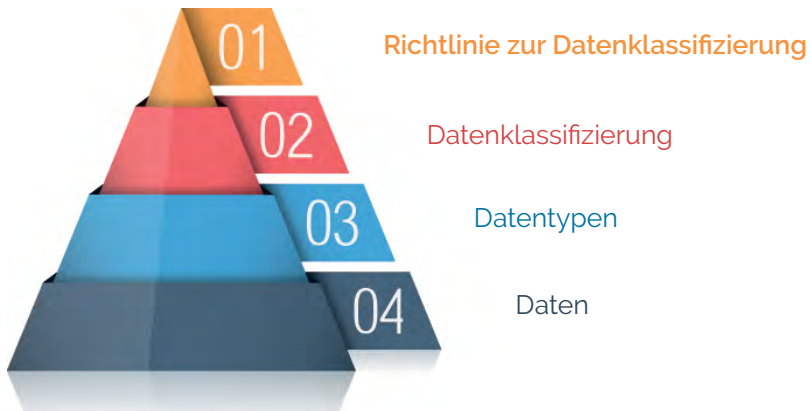 01
Richtlinie zur Datenklassifizierung
02
Datenklassifizierung
03
Datentypen
04
Daten